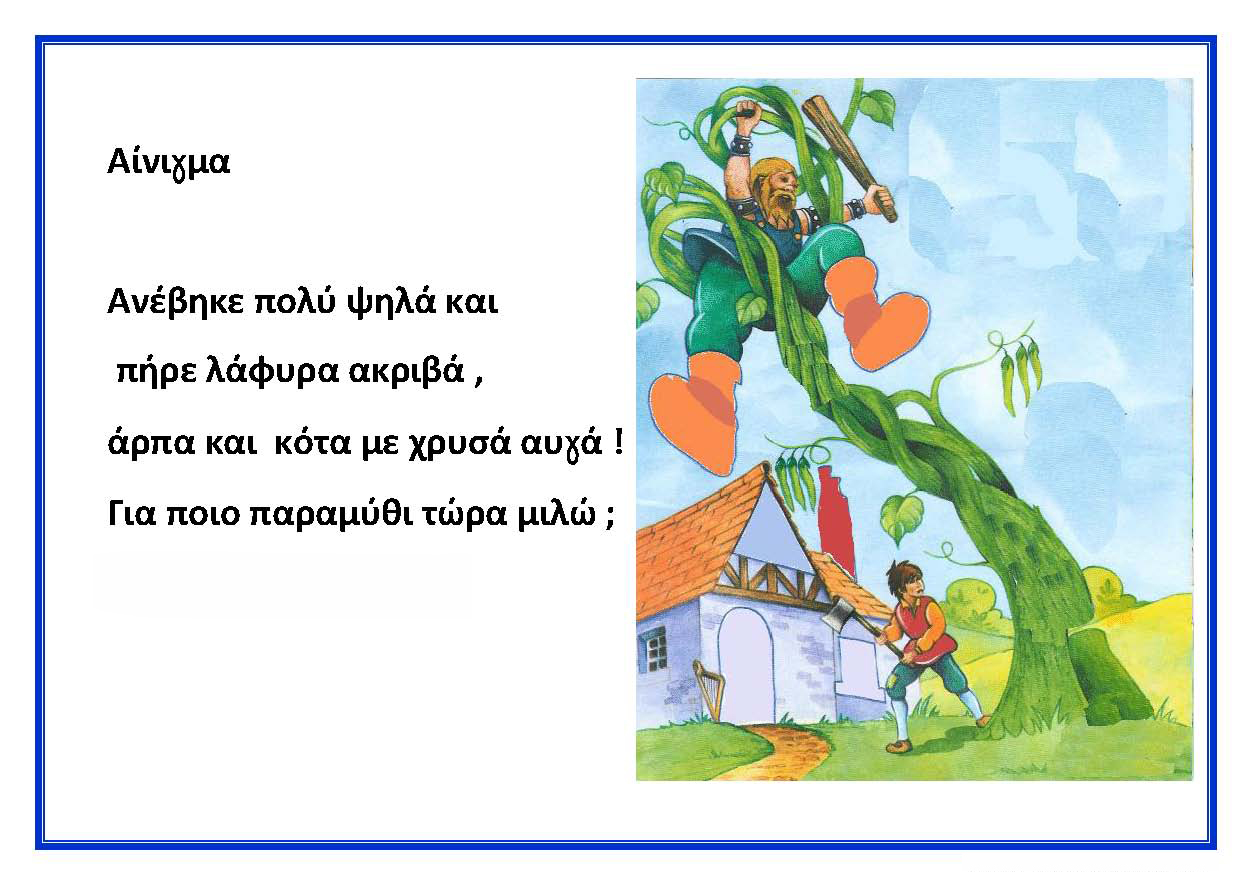 Αίνιγμα
Ανέβηκε πολύ ψηλά και
πήρε λάφυρα ακριβά ,
άρπα και κότα με χρυσά αυγά !
Για ποιο παραμύθι τώρα μιλώ ;